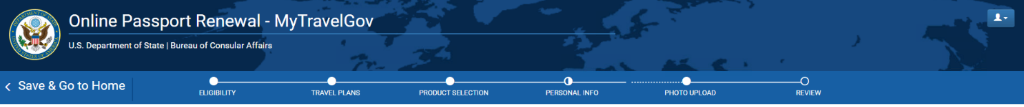 Online Passport Renewal - MyTravelGov
U.S. Department of State | Bureau of Consular Affairs
Save & Go to Home
ELIGIBILITY
TRAVEL PLANS
PRODUCT SELECTION
PERSONAL INFO
PHOTO UPLOAD
REVIEW